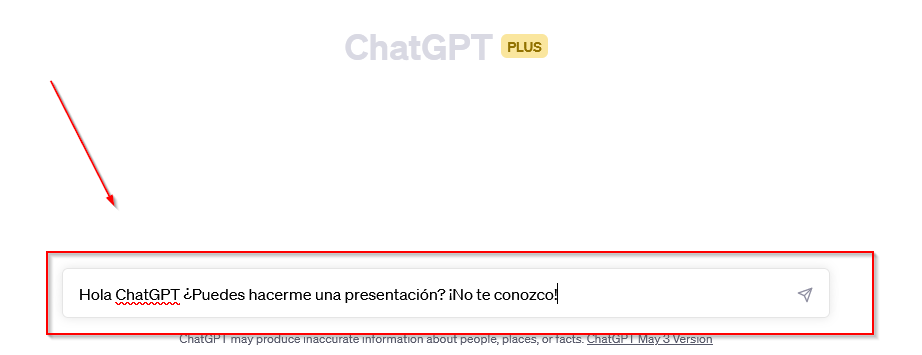 ChatGPT PLUS
Hola ChatGPT ¿Puedes hacerme una presentación? ¡No te conozco!
ChatGPT may produce inaccurate information about people, places, or facts. ChatGPT May 3 Version